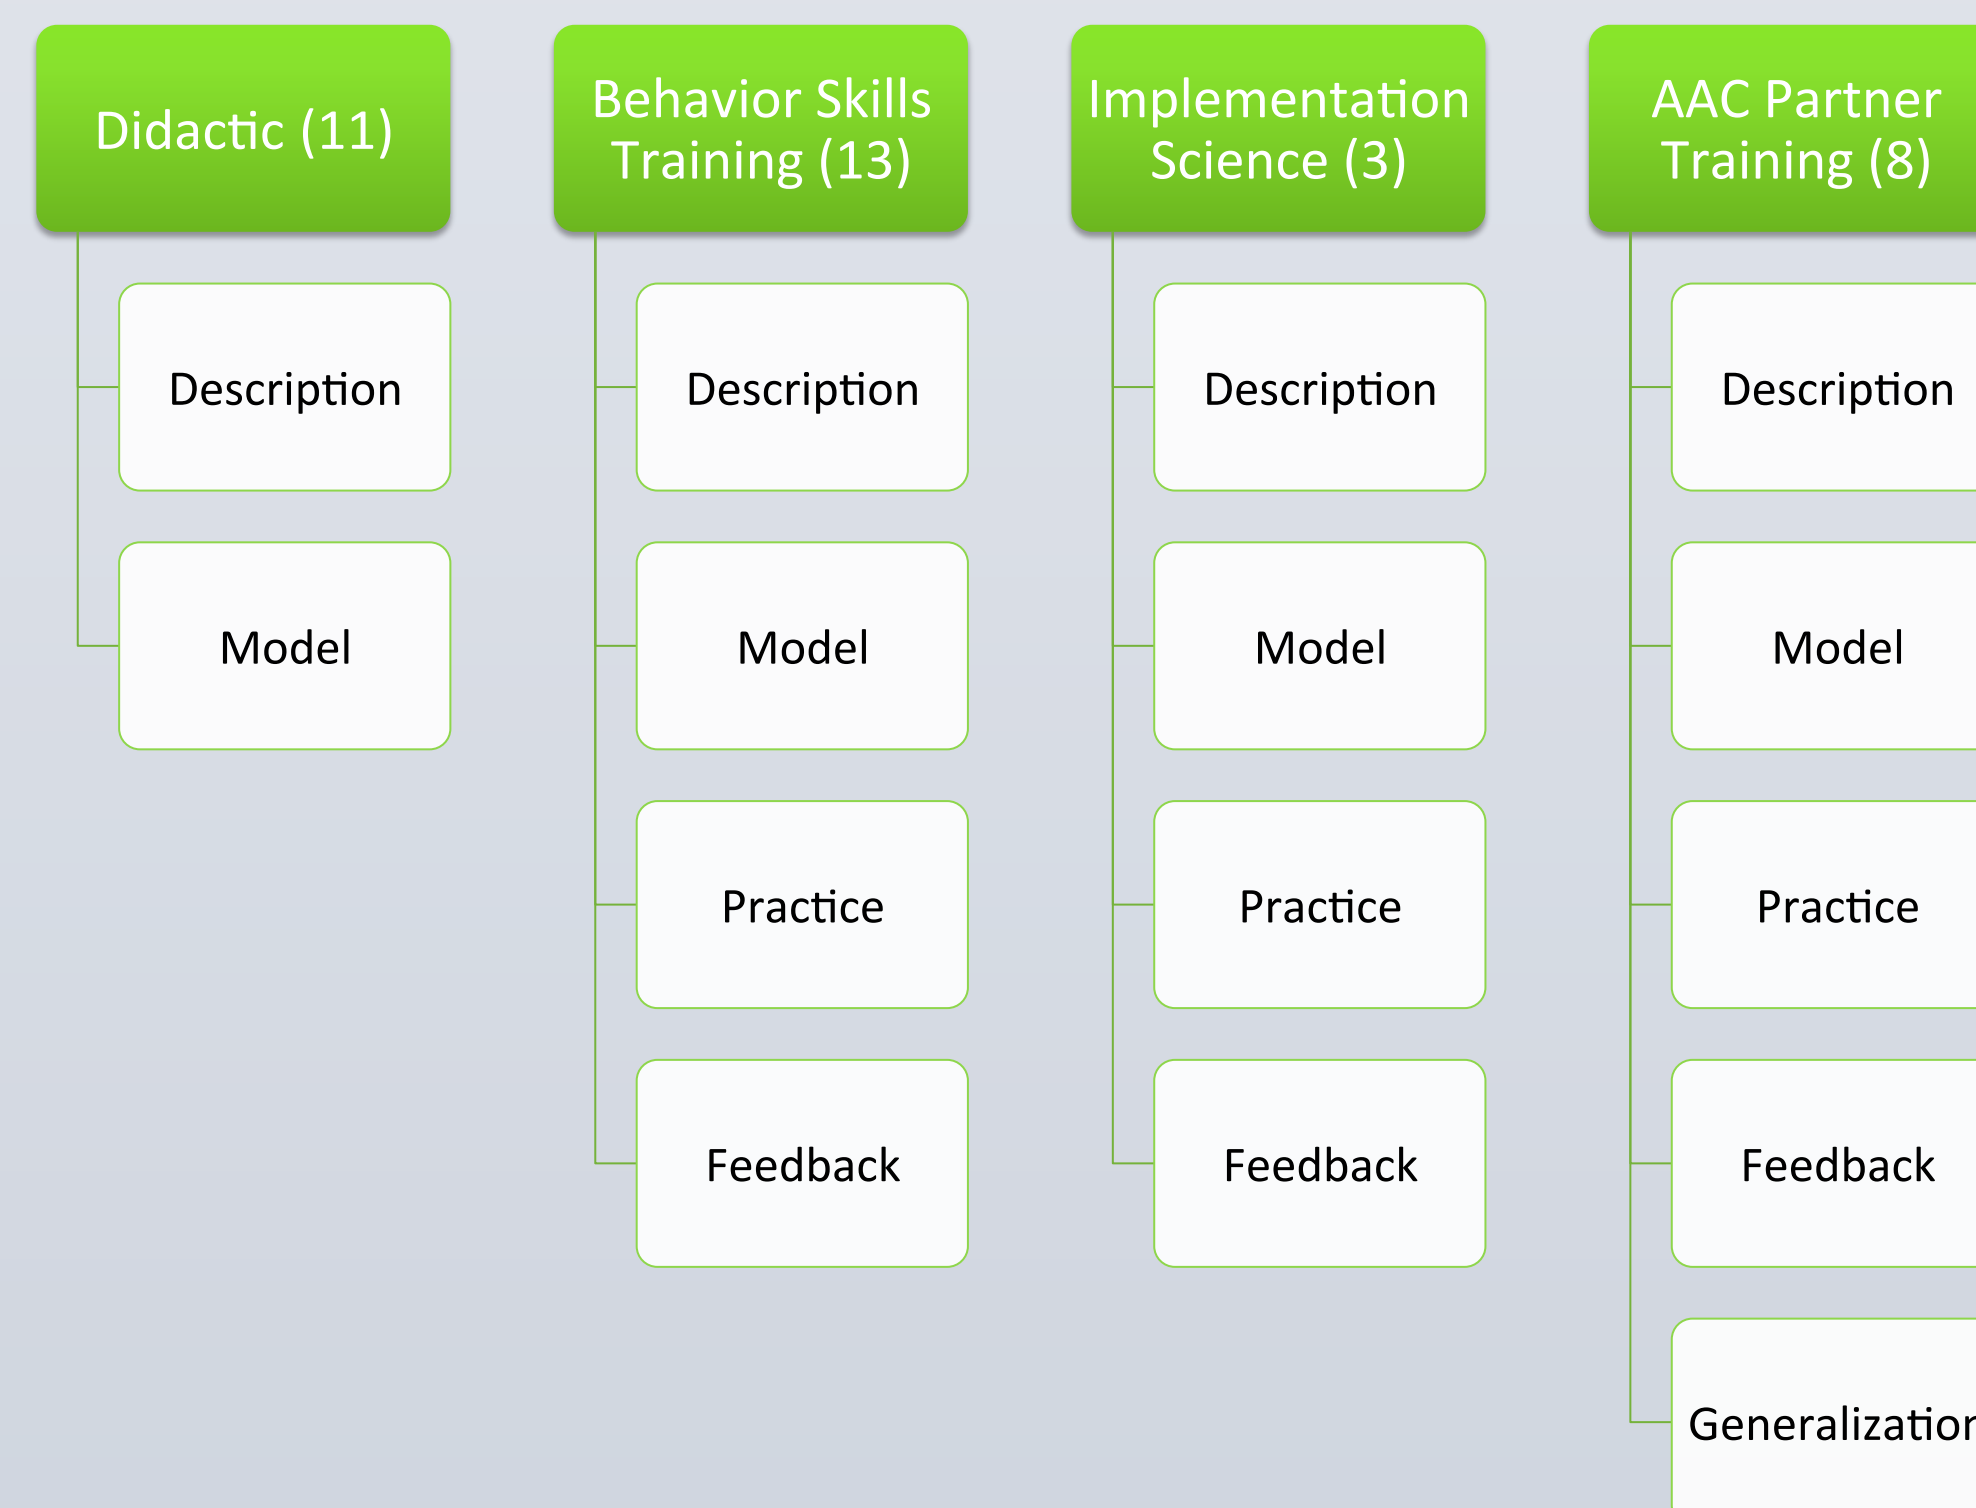 Didactic (11)
Description
Model
Behavior Skills
Training (13)
Description
Model
Practice
Feedback
Implementation
Science (3)
Description
Model
Practice
Feedback
AAC Partner
Training (8)
Description
Model
Practice
Feedback
Generalization